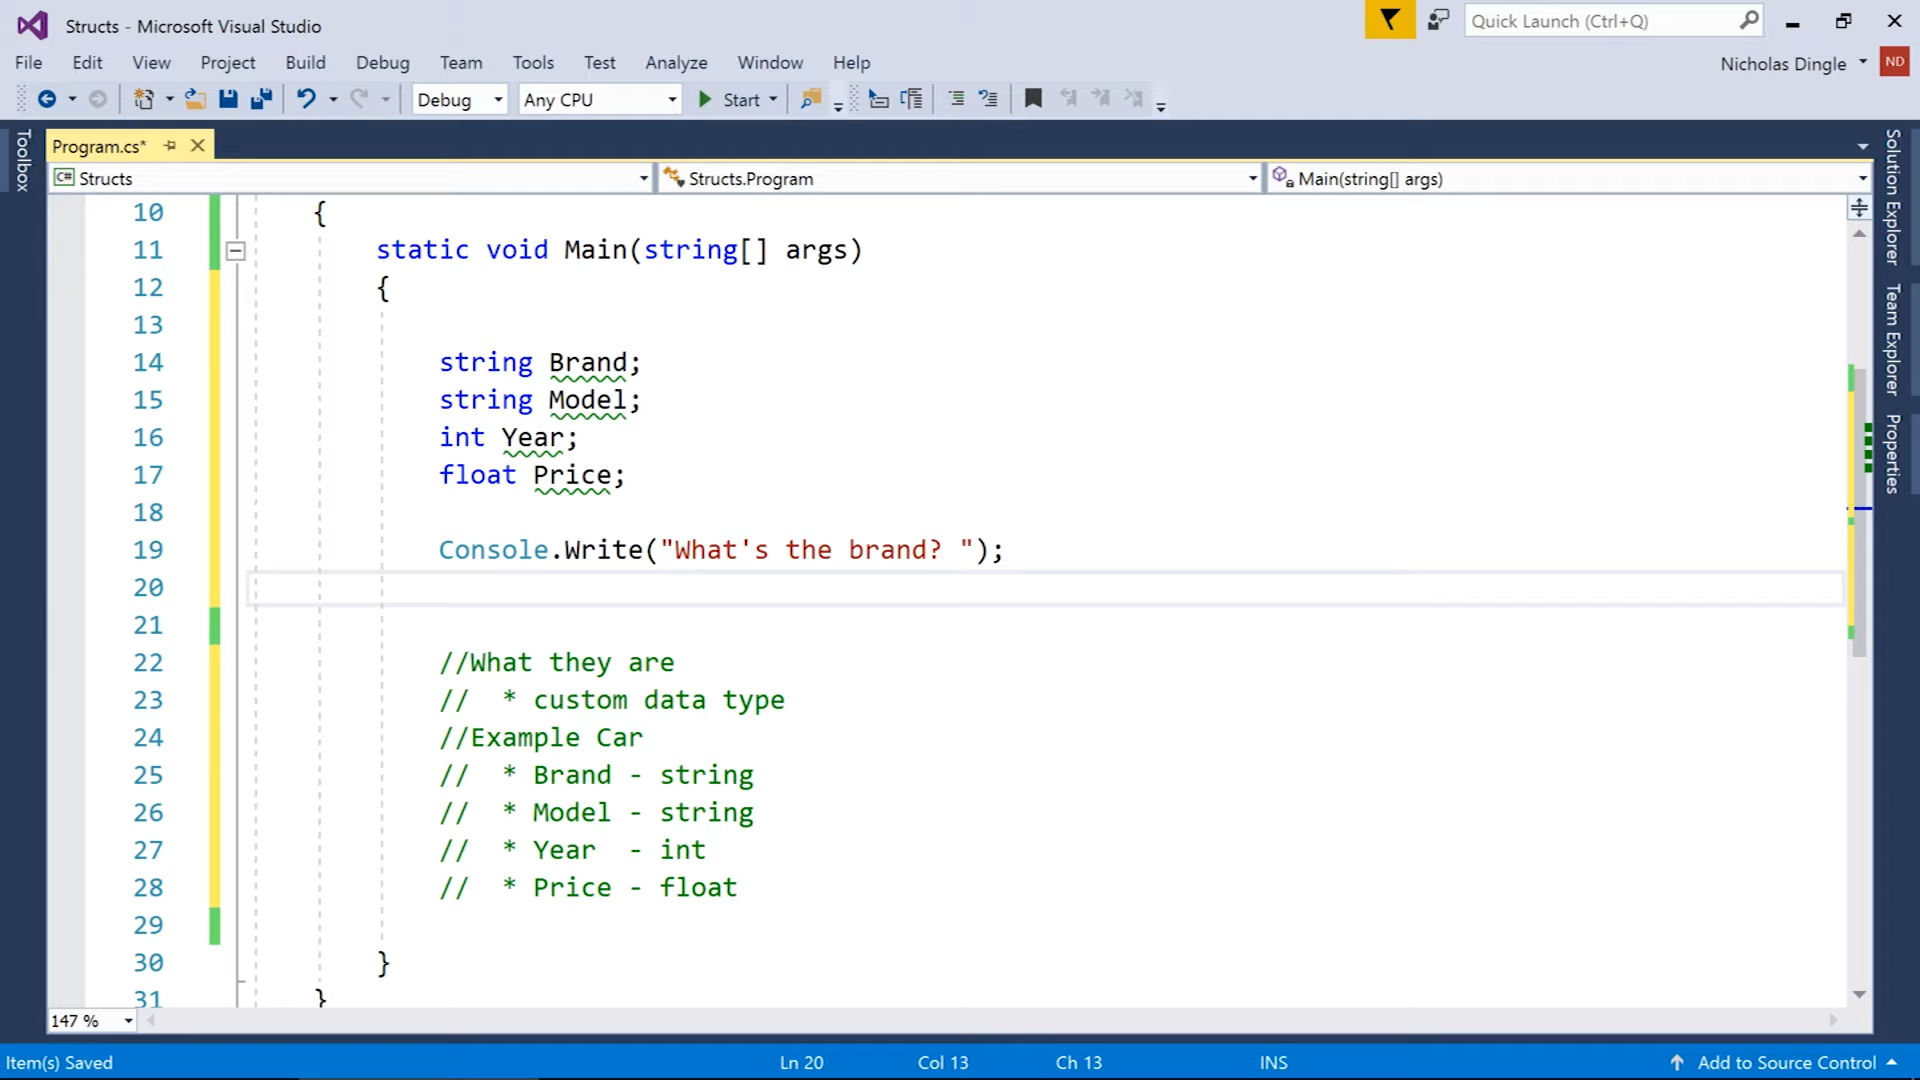 Structs - Microsoft Visual Studio
Quick Launch (Ctrl+Q)
File Edit View Project Build Debug Team Tools Test Analyze Window Help
Nicholas Dingle ND
Debug Any CPU Start
Toolbox
Program.cs*
Structs Structs.Program Main(string[] args)
Solution Explorer
Team Explorer
Properties
10 {
11 static void Main(string[] args)
12 {
13
14 string Brand;
15 string Model;
16 int Year;
17 float Price;
18
19 Console.Write("What's the brand? ");
20
21
22 //What they are
23 // * custom data type
24 //Example Car
25 // * Brand - string
26 // * Model - string
27 // * Year - int
28 // * Price - float
29
30 }
31 }
147 %
Item(s) Saved Ln 20 Col 13 Ch 13 INS Add to Source Control